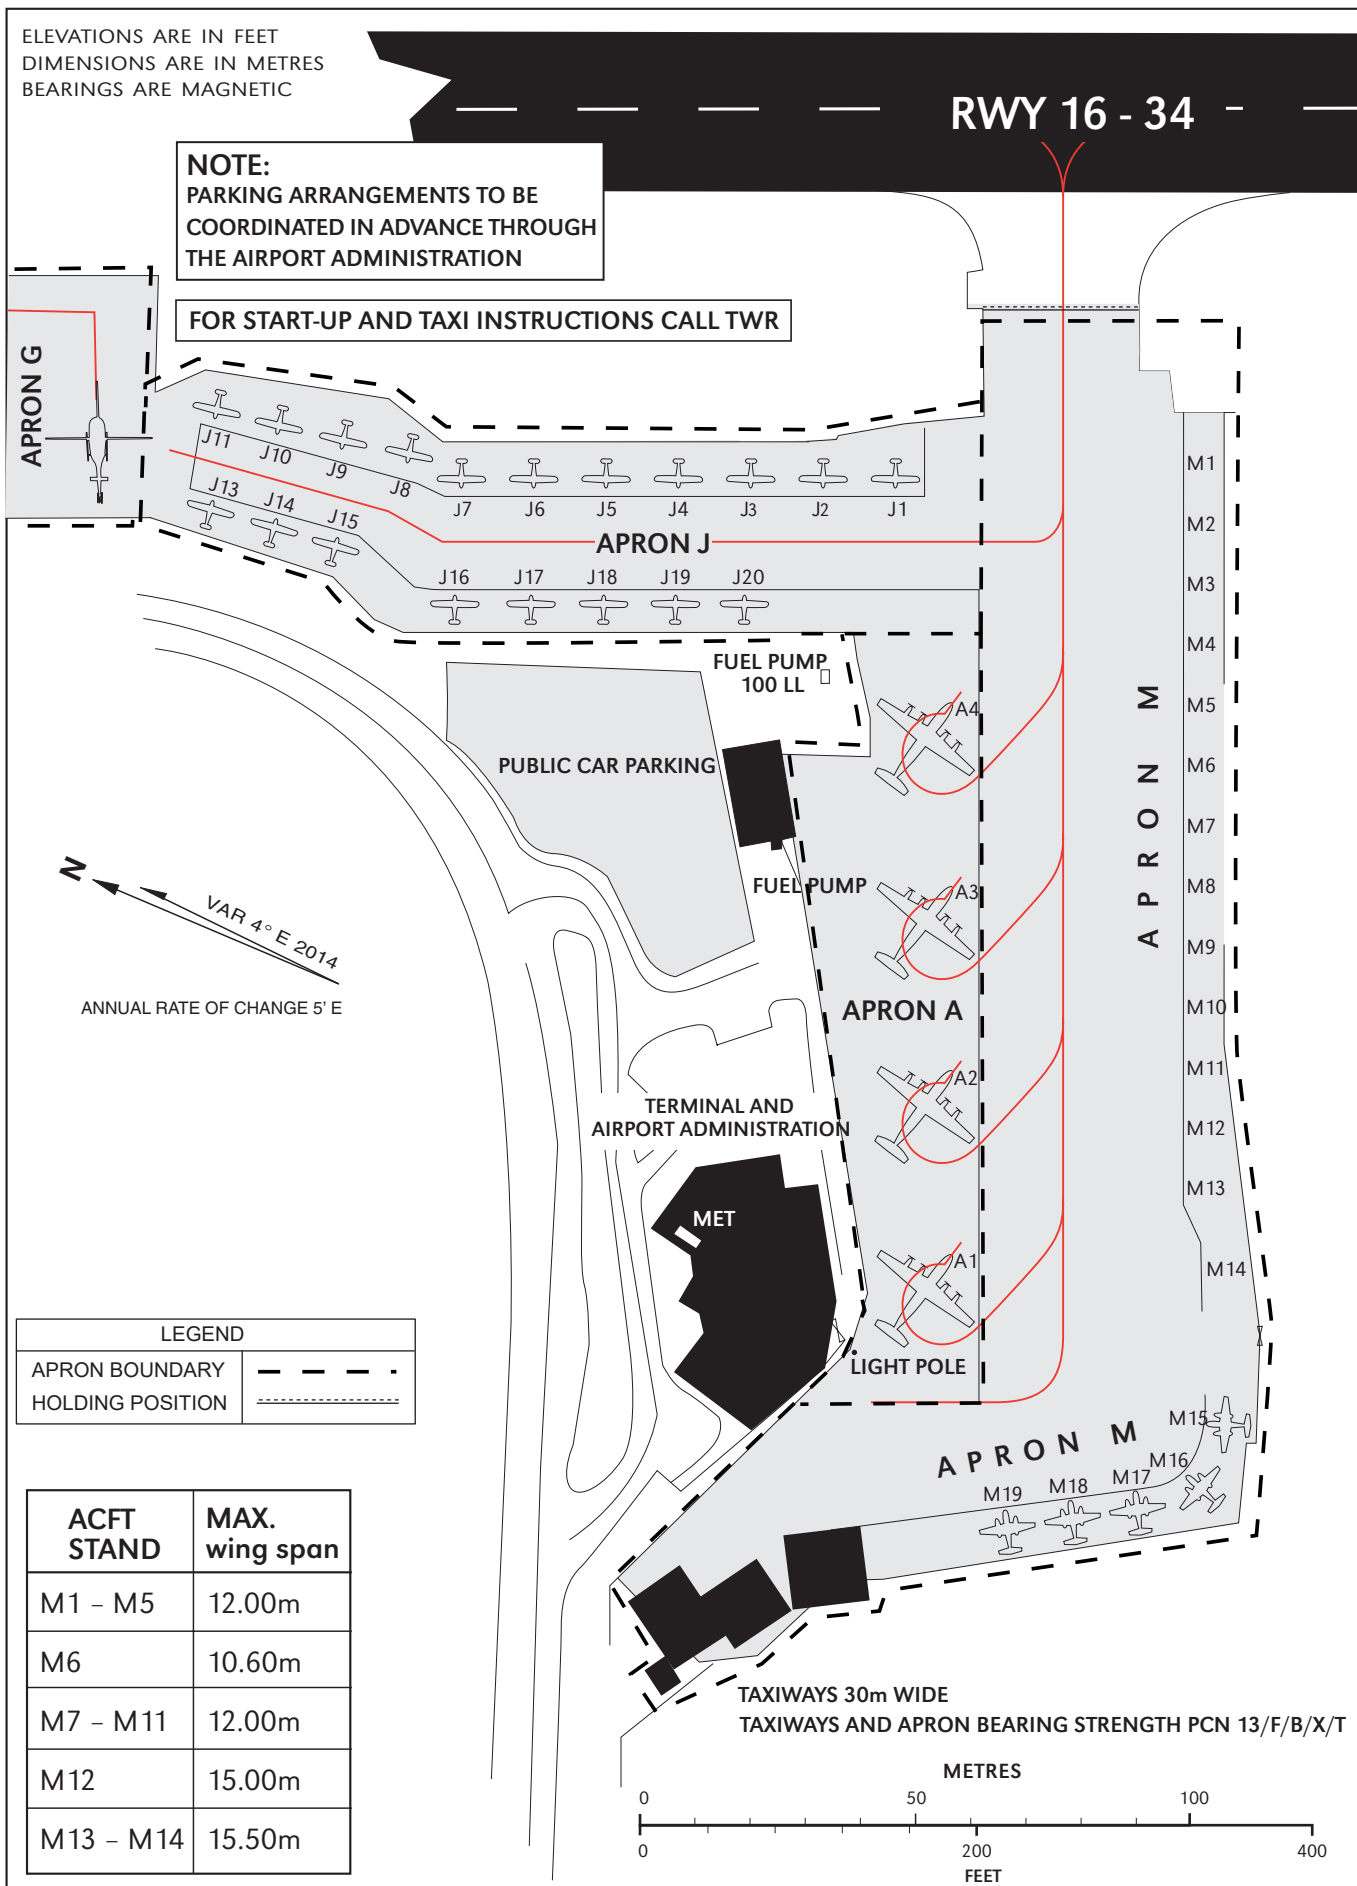 ELEVATIONS ARE IN FEET
DIMENSIONS ARE IN METRES
BEARINGS ARE MAGNETIC
RWY 16 - 34
NOTE:
PARKING ARRANGEMENTS TO BE
COORDINATED IN ADVANCE THROUGH
THE AIRPORT ADMINISTRATION
FOR START-UP AND TAXI INSTRUCTIONS CALL TWR
APRON G
J11
J10
J9
J8
J7
J6
J5
J4
J3
J2
J1
J13
J14
J15
APRON J
J16
J17
J18
J19
J20
M1
M2
M3
M4
M5
M6
M7
M8
M9
M10
M11
M12
M13
M14
APRON M
FUEL PUMP
100 LL
A4
PUBLIC CAR PARKING
FUEL PUMP
A3
N
VAR 4° E 2014
ANNUAL RATE OF CHANGE 5' E
APRON A
A2
TERMINAL AND
AIRPORT ADMINISTRATION
MET
A1
LIGHT POLE
LEGEND
APRON BOUNDARY
HOLDING POSITION
APRON M
M15
M16
M17
M18
M19
ACFT STAND MAX. wing span
M1 – M5 12.00m
M6 10.60m
M7 – M11 12.00m
M12 15.00m
M13 – M14 15.50m
TAXIWAYS 30m WIDE
TAXIWAYS AND APRON BEARING STRENGTH PCN 13/F/B/X/T
METRES
0 50 100
0 200 400
FEET